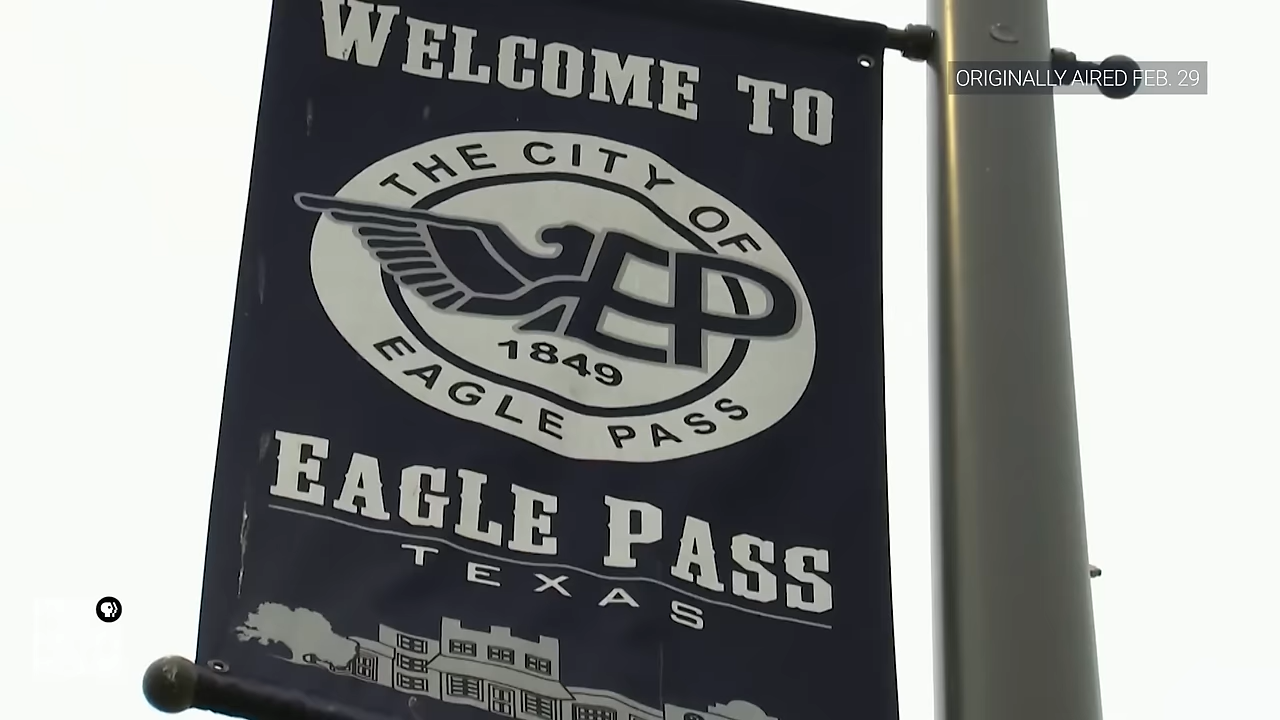 WELCOME TO
ORIGINALLY AIRED FEB. 29
THE CITY OF
EP
1849
EAGLE PASS
EAGLE PASS
TEXAS